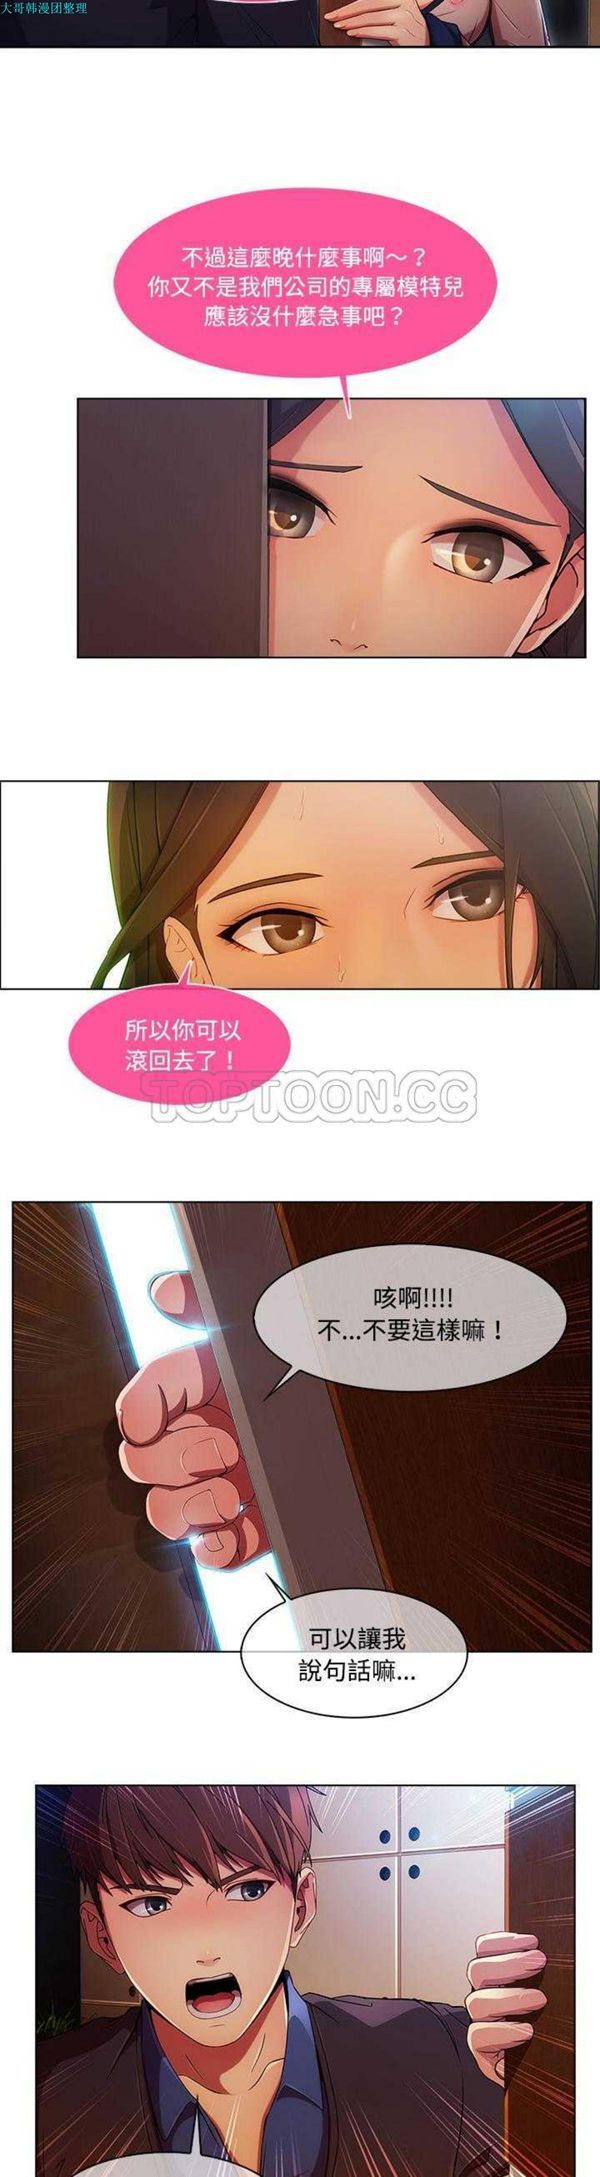 大哥韩漫团整理
不過這麼晚什麼事啊～？
你又不是我們公司的專屬模特兒
應該沒什麼急事吧？
所以你可以
滾回去了！
TOPTOON.CC
咳啊!!!!
不...不要這樣嘛！
可以讓我
說句話嘛...